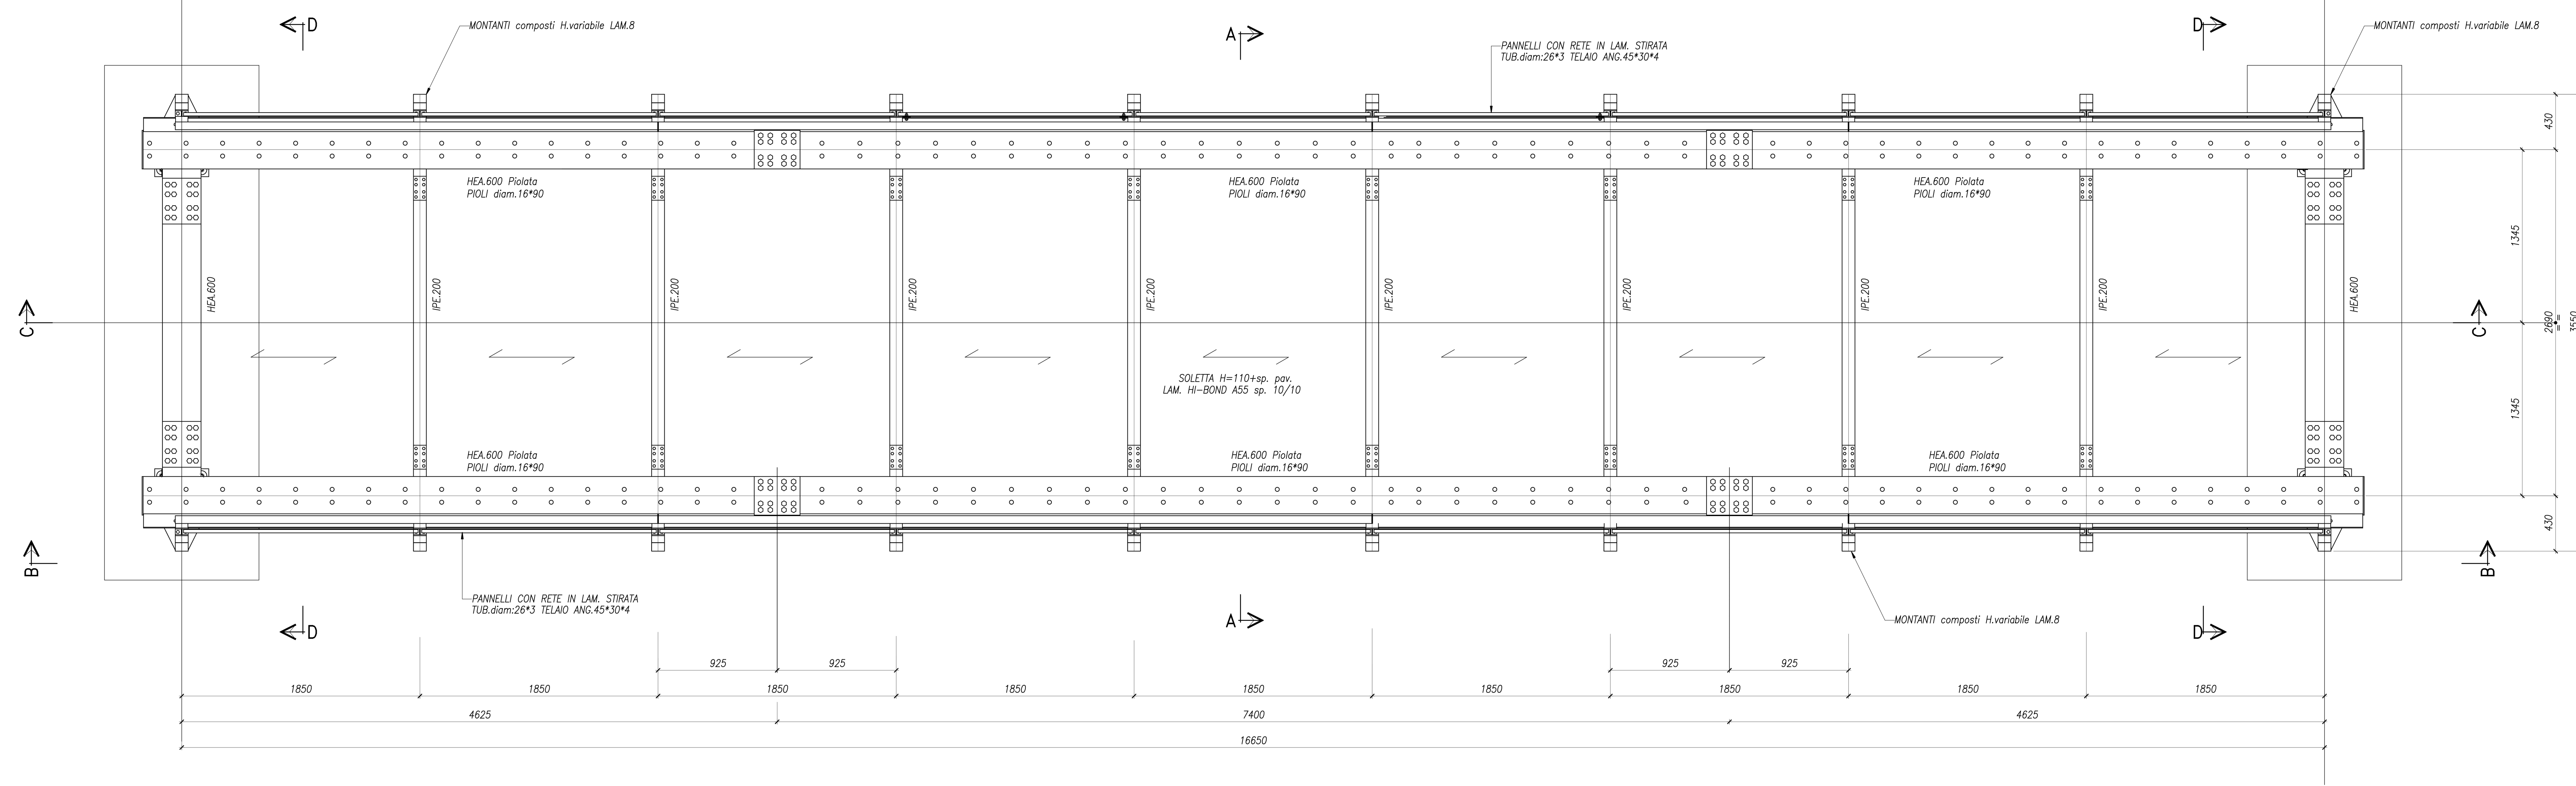 D
MONTANTI composti H.variabile LAM.8
A
PANNELLI CON RETE IN LAM. STIRATA
TUB.diam:26*3 TELAIO ANG.45*30*4
D
MONTANTI composti H.variabile LAM.8
430
HEA.600 Piolata
PIOLI diam.16*90
HEA.600 Piolata
PIOLI diam.16*90
HEA.600 Piolata
PIOLI diam.16*90
1345
HEA.600
IPE.200
IPE.200
IPE.200
IPE.200
IPE.200
IPE.200
IPE.200
IPE.200
HEA.600
C
C
2690
= =
3550
SOLETTA H=110+sp. pav.
LAM. HI-BOND A55 sp. 10/10
1345
HEA.600 Piolata
PIOLI diam.16*90
HEA.600 Piolata
PIOLI diam.16*90
HEA.600 Piolata
PIOLI diam.16*90
430
B
B
PANNELLI CON RETE IN LAM. STIRATA
TUB.diam:26*3 TELAIO ANG.45*30*4
D
A
MONTANTI composti H.variabile LAM.8
D
925
925
925
925
1850
1850
1850
1850
1850
1850
1850
1850
1850
4625
7400
4625
16650